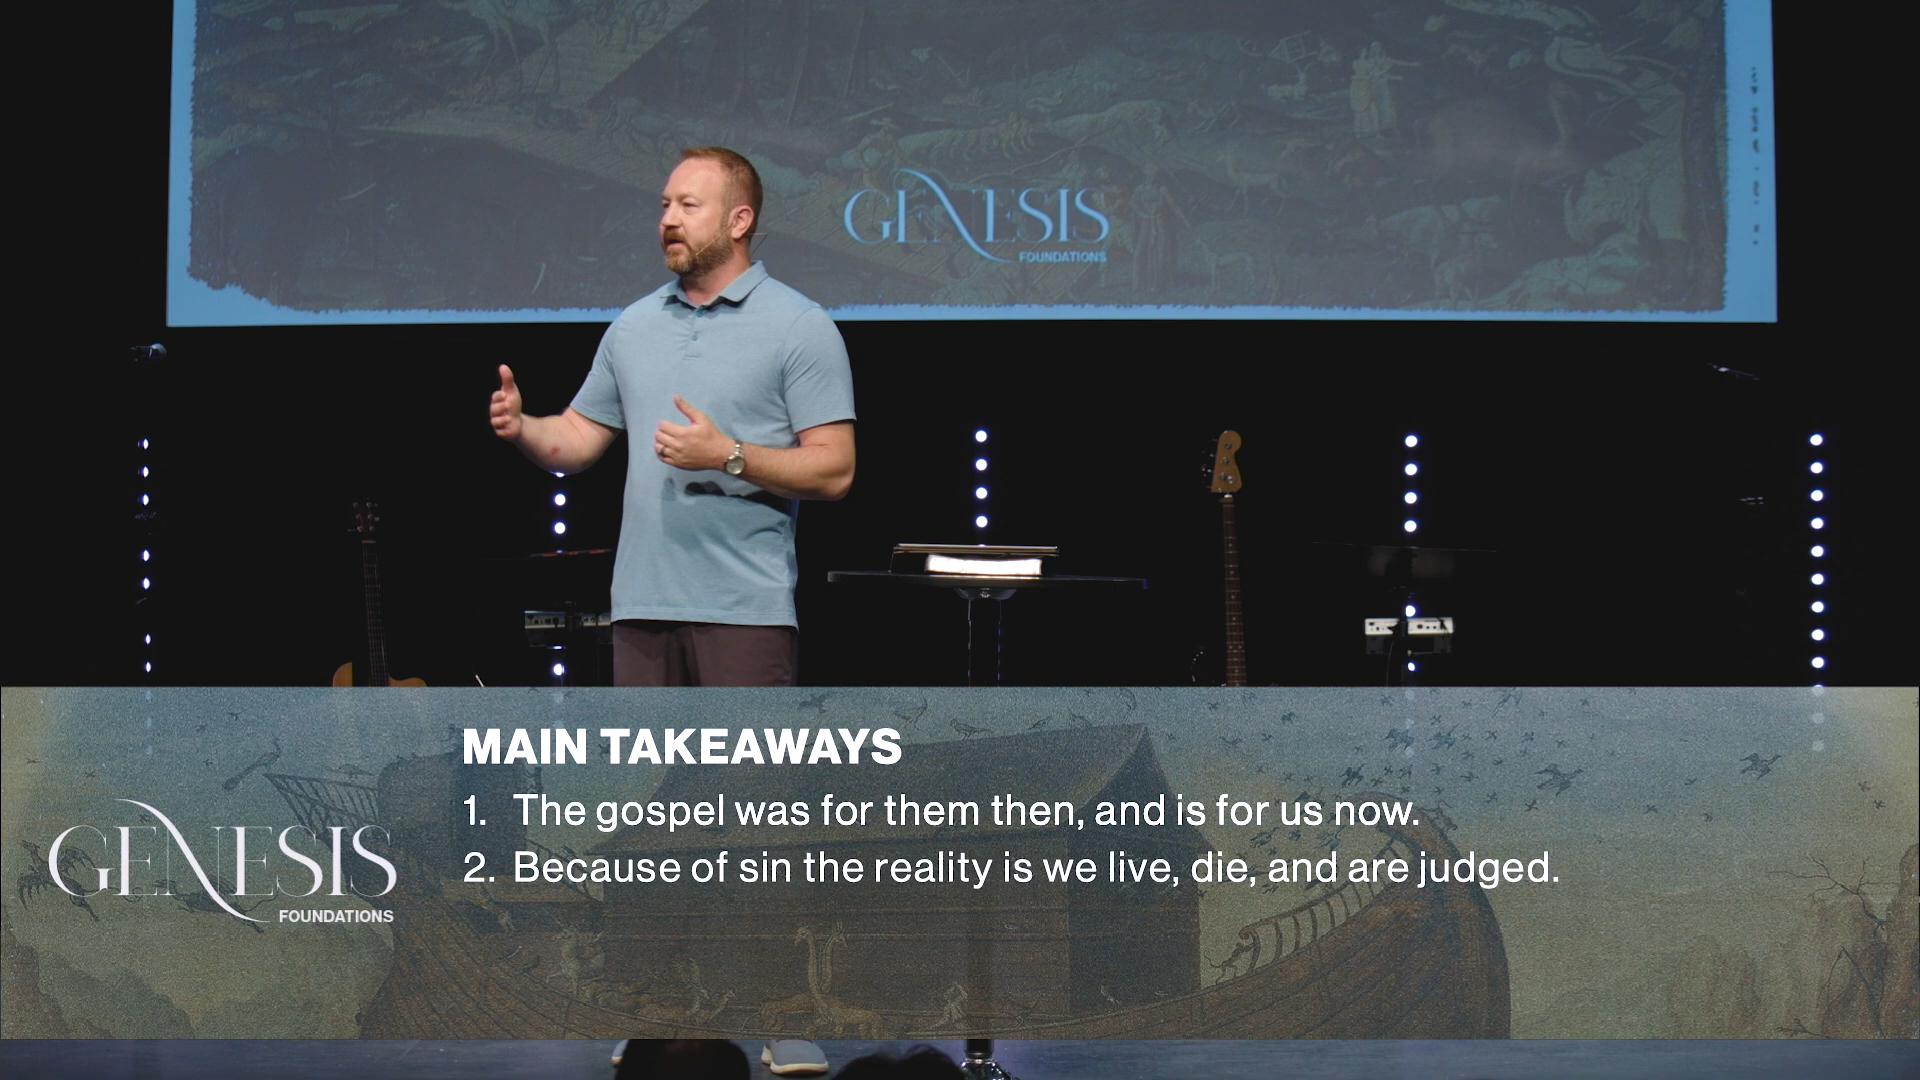 GENESIS
FOUNDATIONS
MAIN TAKEAWAYS
1. The gospel was for them then, and is for us now.
2. Because of sin the reality is we live, die, and are judged.
GENESIS
FOUNDATIONS